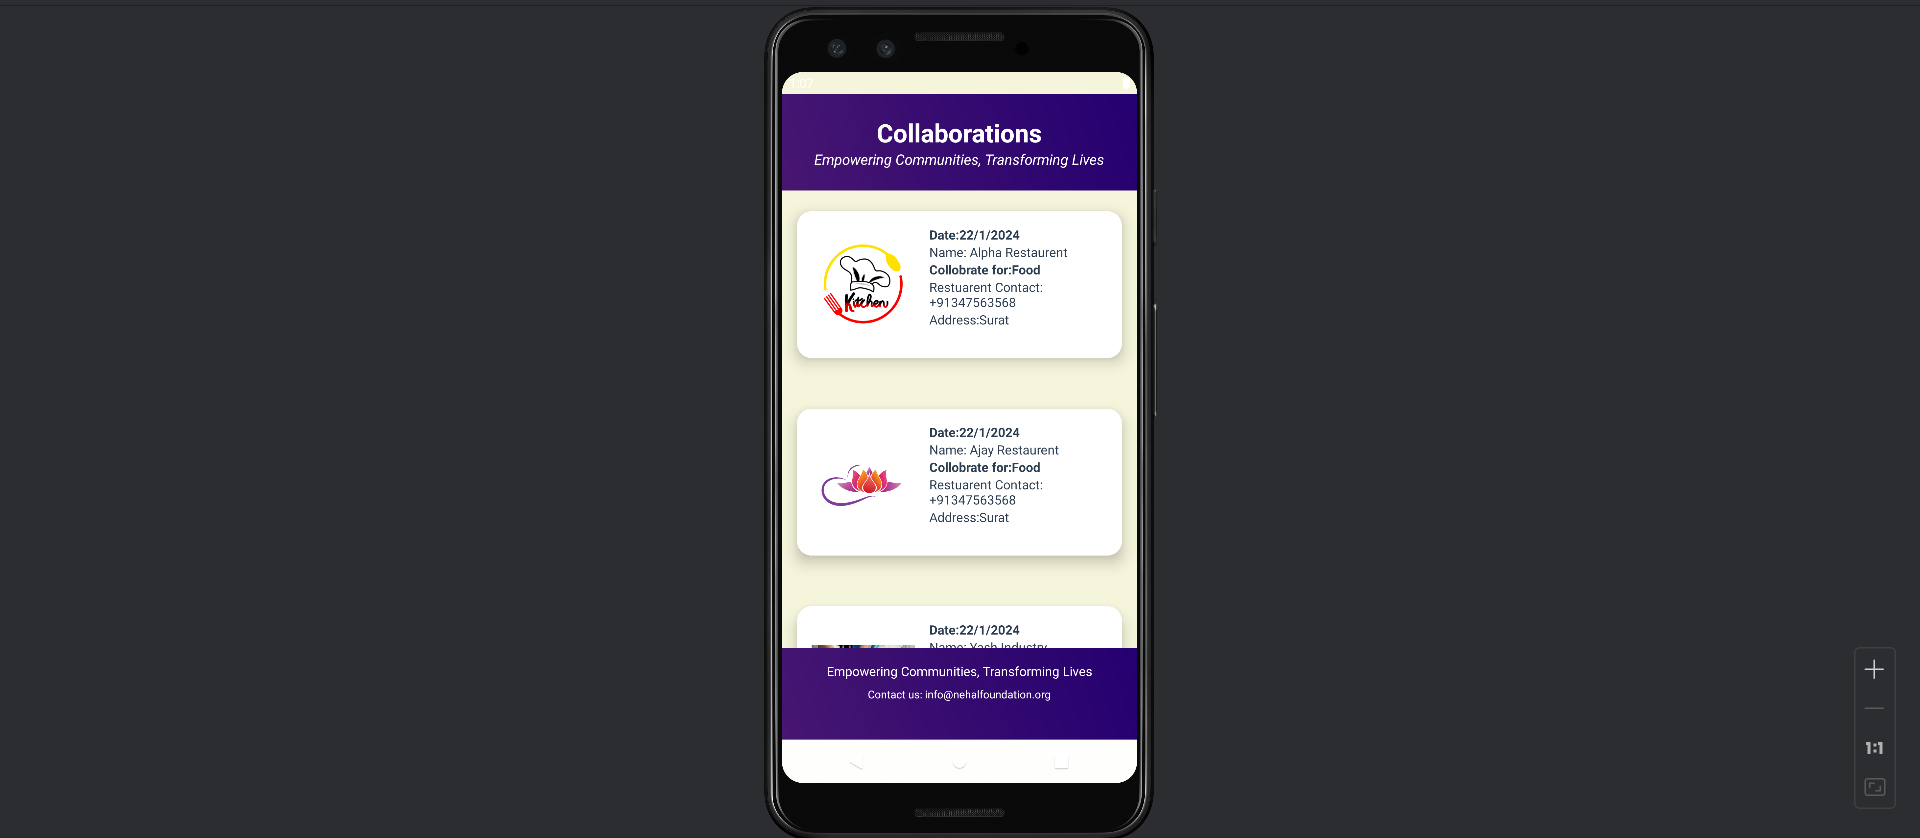 Collaborations
Empowering Communities, Transforming Lives
Date:22/1/2024
Name: Alpha Restaurent
Collobrate for:Food
Restuarent Contact:
+91347563568
Address:Surat
Kitchen
Date:22/1/2024
Name: Ajay Restaurent
Collobrate for:Food
Restuarent Contact:
+91347563568
Address:Surat
Date:22/1/2024
Name: Yash Industry
Empowering Communities, Transforming Lives
Contact us: info@nehalfoundation.org
1:1